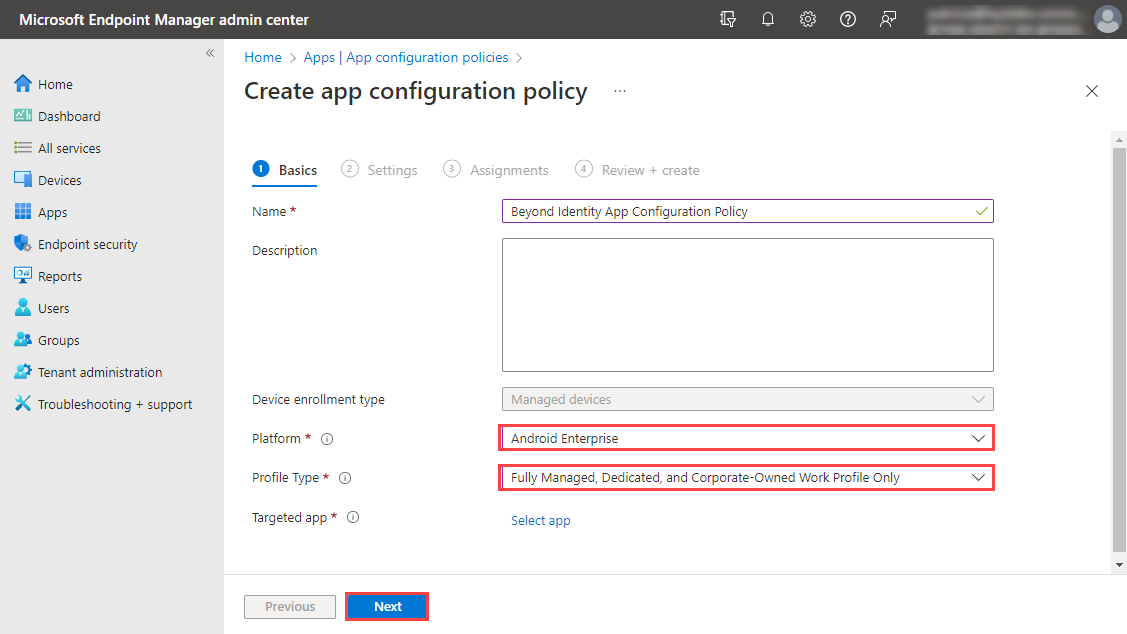 Microsoft Endpoint Manager admin center
Home > Apps | App configuration policies >
Create app configuration policy ...
Home
Dashboard
All services
Devices
Apps
Endpoint security
Reports
Users
Groups
Tenant administration
Troubleshooting + support
1 Basics 2 Settings 3 Assignments 4 Review + create
Name * Beyond Identity App Configuration Policy
Description
Device enrollment type Managed devices
Platform * Android Enterprise
Profile Type * Fully Managed, Dedicated, and Corporate-Owned Work Profile Only
Targeted app * Select app
Previous Next